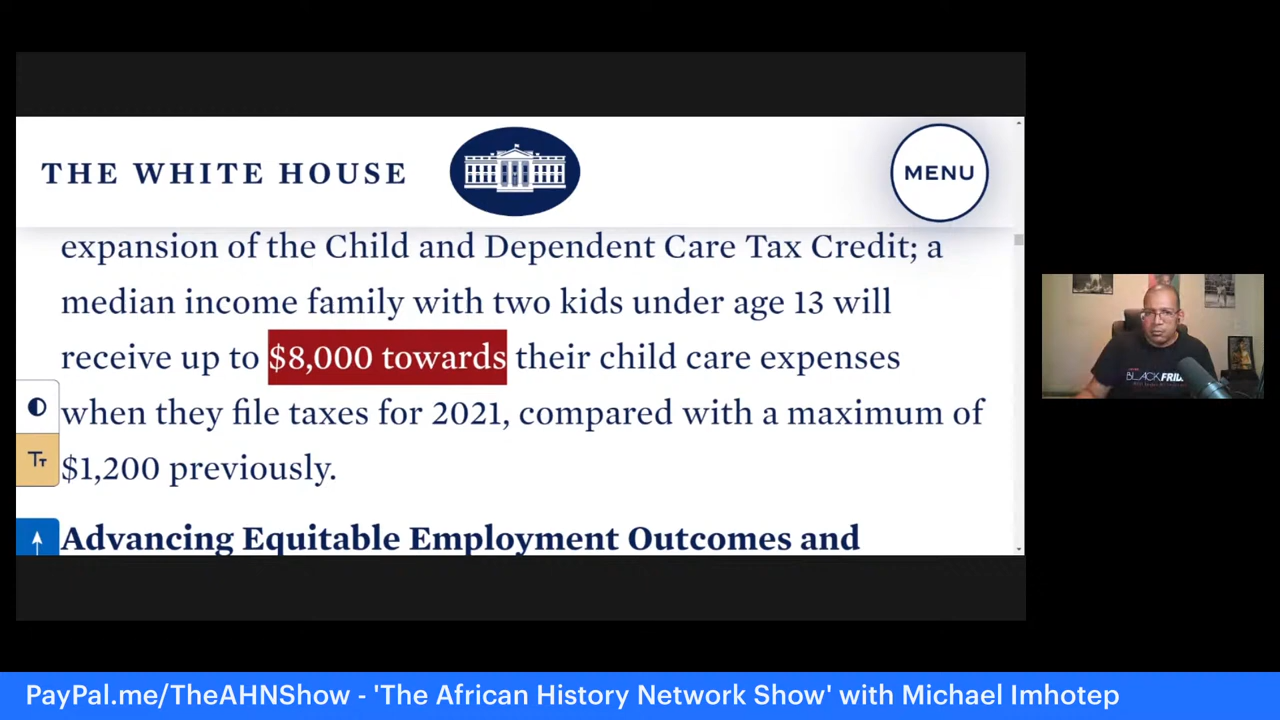 THE WHITE HOUSE
MENU
expansion of the Child and Dependent Care Tax Credit; a
median income family with two kids under age 13 will
receive up to $8,000 towards their child care expenses
when they file taxes for 2021, compared with a maximum of
$1,200 previously.
Advancing Equitable Employment Outcomes and
TT
BLACK FRI
PayPal.me/TheAHNShow - 'The African History Network Show' with Michael Imhotep